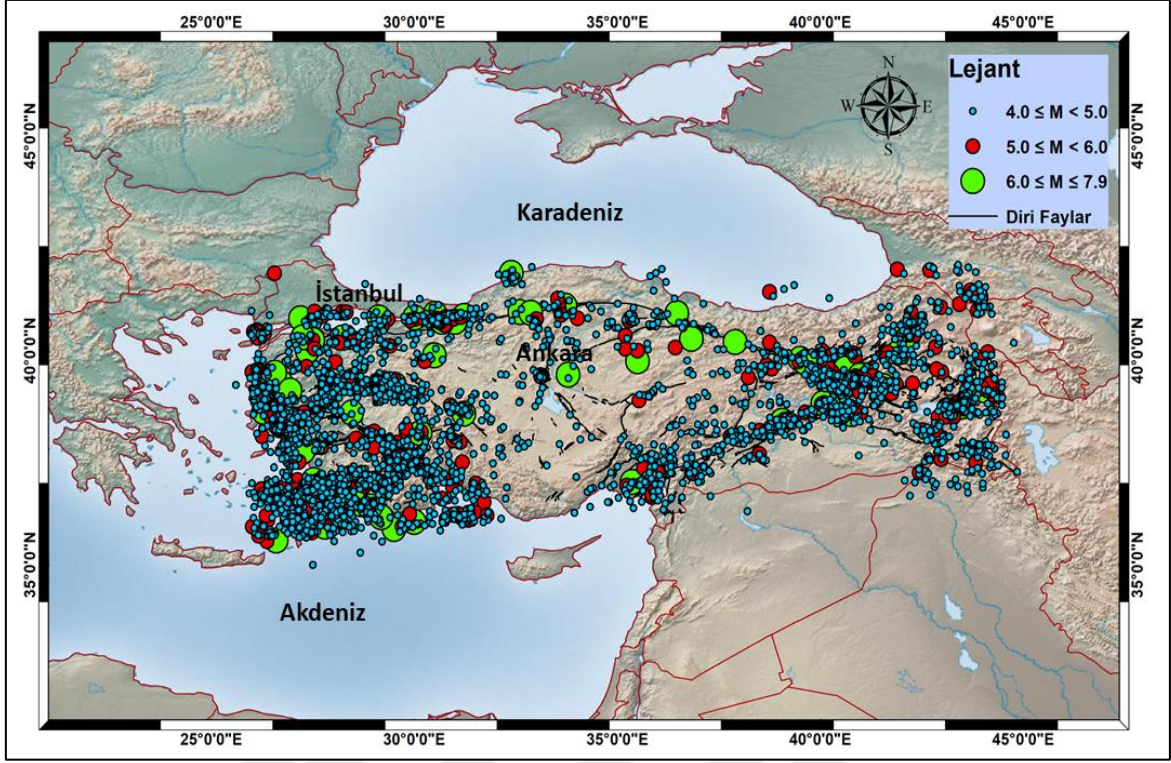 25°0'0"E 30°0'0"E 35°0'0"E 40°0'0"E 45°0'0"E
Lejant
N
W E
S
4.0 ≤ M < 5.0
5.0 ≤ M < 6.0
6.0 ≤ M ≤ 7.9
Diri Faylar
45°0'0"N 45°0'0"N
Karadeniz
İstanbul
Ankara
40°0'0"N 40°0'0"N
35°0'0"N 35°0'0"N
Akdeniz
25°0'0"E 30°0'0"E 35°0'0"E 40°0'0"E 45°0'0"E